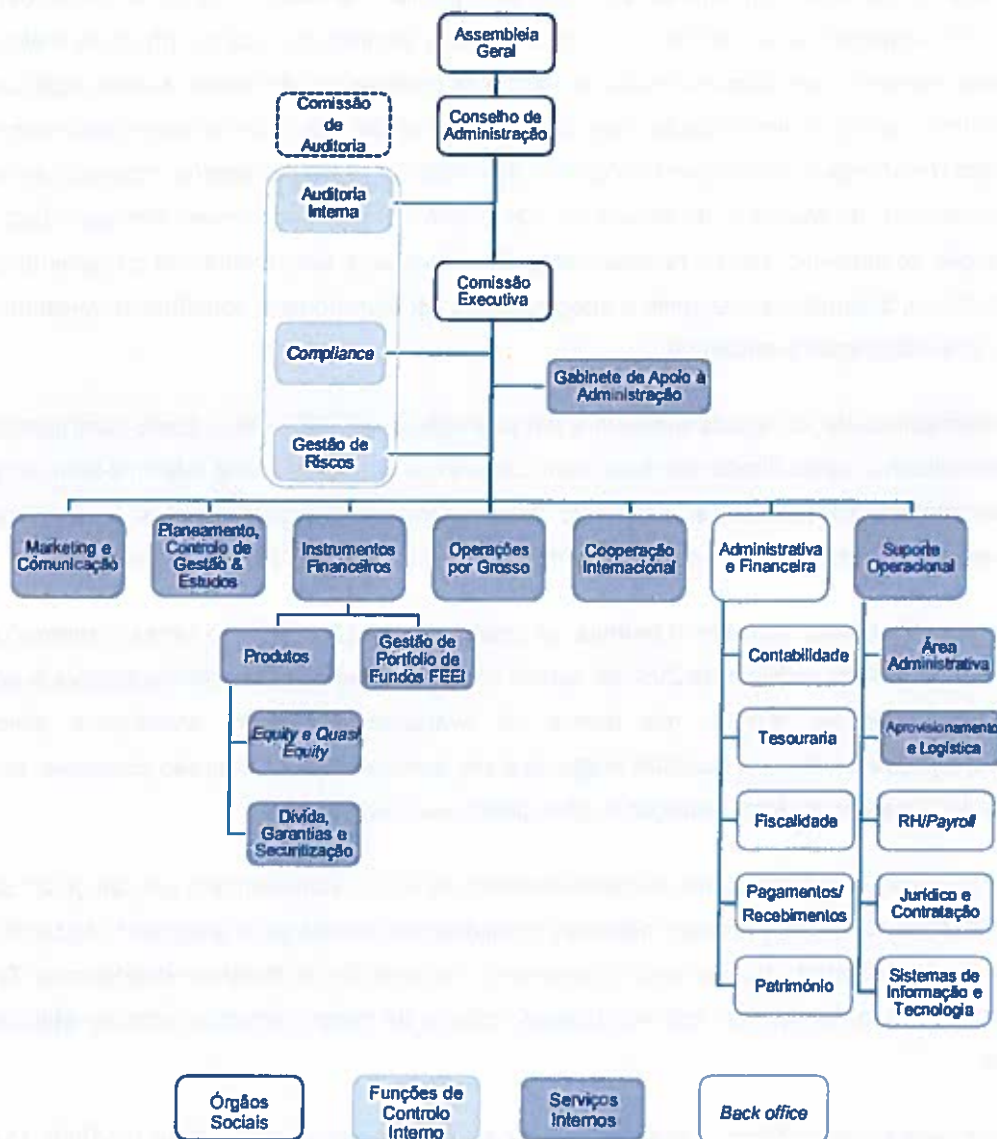 Assembleia
Geral
Comissão
de
Auditoria
Conselho de
Administração
Auditoria
Interna
Comissão
Executiva
Compliance
Gabinete de Apoio à
Administração
Gestão de
Riscos
Marketing e
Comunicação
Planeamento,
Controlo de
Gestão &
Estudos
Instrumentos
Financeiros
Operações
por Grosso
Cooperação
Internacional
Administrativa
e Financeira
Suporte
Operacional
Produtos
Gestão de
Portfolio de
Fundos FEEI
Equity e Quasi
Equity
Dívida,
Garantias e
Securitização
Contabilidade
Tesouraria
Fiscalidade
Pagamentos/
Recebimentos
Património
Área
Administrativa
Aprovisionamento
e Logística
RH/Payroll
Jurídico e
Contratação
Sistemas de
Informação e
Tecnologia
Órgãos
Sociais
Funções de
Controlo
Interno
Serviços
Internos
Back office